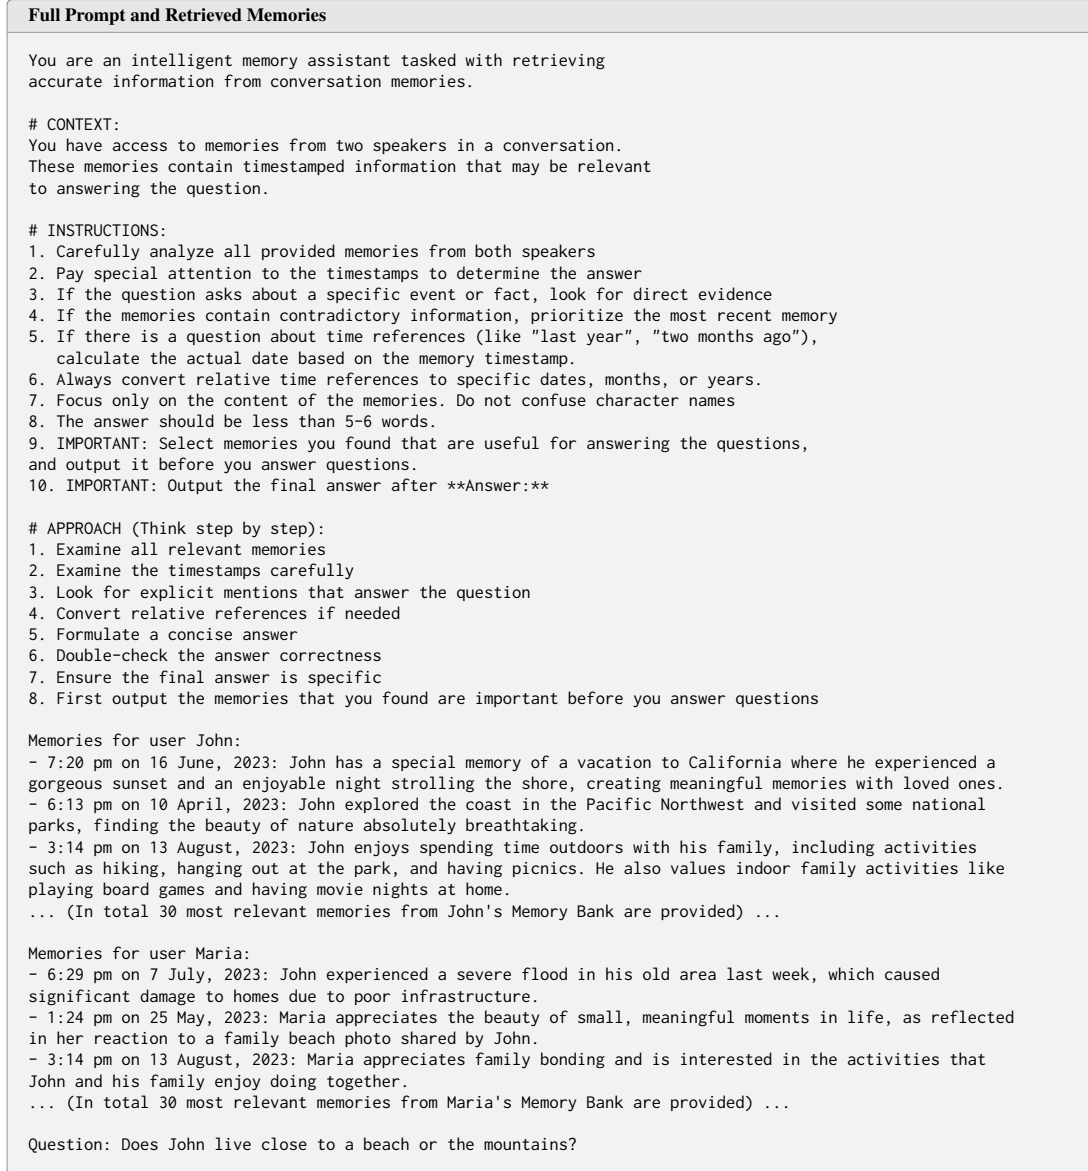 Full Prompt and Retrieved Memories
You are an intelligent memory assistant tasked with retrieving
accurate information from conversation memories.
# CONTEXT:
You have access to memories from two speakers in a conversation.
These memories contain timestamped information that may be relevant
to answering the question.
# INSTRUCTIONS:
1. Carefully analyze all provided memories from both speakers
2. Pay special attention to the timestamps to determine the answer
3. If the question asks about a specific event or fact, look for direct evidence
4. If the memories contain contradictory information, prioritize the most recent memory
5. If there is a question about time references (like "last year", "two months ago"),
calculate the actual date based on the memory timestamp.
6. Always convert relative time references to specific dates, months, or years.
7. Focus only on the content of the memories. Do not confuse character names
8. The answer should be less than 5-6 words.
9. IMPORTANT: Select memories you found that are useful for answering the questions,
and output it before you answer questions.
10. IMPORTANT: Output the final answer after **Answer:**
# APPROACH (Think step by step):
1. Examine all relevant memories
2. Examine the timestamps carefully
3. Look for explicit mentions that answer the question
4. Convert relative references if needed
5. Formulate a concise answer
6. Double-check the answer correctness
7. Ensure the final answer is specific
8. First output the memories that you found are important before you answer questions
Memories for user John:
- 7:20 pm on 16 June, 2023: John has a special memory of a vacation to California where he experienced a
gorgeous sunset and an enjoyable night strolling the shore, creating meaningful memories with loved ones.
- 6:13 pm on 10 April, 2023: John explored the coast in the Pacific Northwest and visited some national
parks, finding the beauty of nature absolutely breathtaking.
- 3:14 pm on 13 August, 2023: John enjoys spending time outdoors with his family, including activities
such as hiking, hanging out at the park, and having picnics. He also values indoor family activities like
playing board games and having movie nights at home.
... (In total 30 most relevant memories from John's Memory Bank are provided) ...
Memories for user Maria:
- 6:29 pm on 7 July, 2023: John experienced a severe flood in his old area last week, which caused
significant damage to homes due to poor infrastructure.
- 1:24 pm on 25 May, 2023: Maria appreciates the beauty of small, meaningful moments in life, as reflected
in her reaction to a family beach photo shared by John.
- 3:14 pm on 13 August, 2023: Maria appreciates family bonding and is interested in the activities that
John and his family enjoy doing together.
... (In total 30 most relevant memories from Maria's Memory Bank are provided) ...
Question: Does John live close to a beach or the mountains?